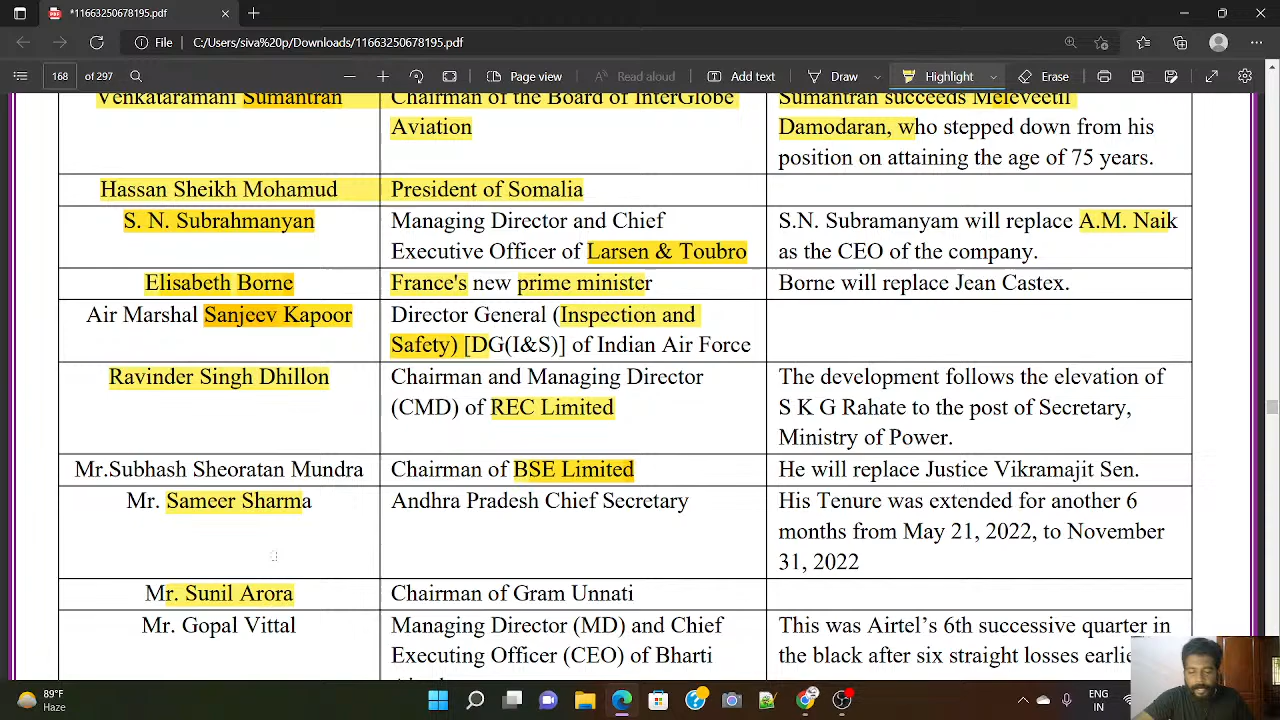 *11663250678195.pdf
File
C:/Users/siva%20p/Downloads/11663250678195.pdf
168 of 297
Page view
Read aloud
Add text
Draw
Highlight
Erase
Venkataramani Sumantran
Chairman of the Board of InterGlobe
Aviation
Sumantran succeeds Meleveetil
Damodaran, who stepped down from his
position on attaining the age of 75 years.
Hassan Sheikh Mohamud
President of Somalia
S. N. Subrahmanyan
Managing Director and Chief
Executive Officer of Larsen & Toubro
S.N. Subramanyam will replace A.M. Naik
as the CEO of the company.
Elisabeth Borne
France's new prime minister
Borne will replace Jean Castex.
Air Marshal Sanjeev Kapoor
Director General (Inspection and
Safety) [DG(I&S)] of Indian Air Force
Ravinder Singh Dhillon
Chairman and Managing Director
(CMD) of REC Limited
The development follows the elevation of
S K G Rahate to the post of Secretary,
Ministry of Power.
Mr.Subhash Sheoratan Mundra
Chairman of BSE Limited
He will replace Justice Vikramajit Sen.
Mr. Sameer Sharma
Andhra Pradesh Chief Secretary
His Tenure was extended for another 6
months from May 21, 2022, to November
31, 2022
Mr. Sunil Arora
Chairman of Gram Unnati
Mr. Gopal Vittal
Managing Director (MD) and Chief
Executing Officer (CEO) of Bharti
This was Airtel’s 6th successive quarter in
the black after six straight losses
89°F
Haze
ENG
IN